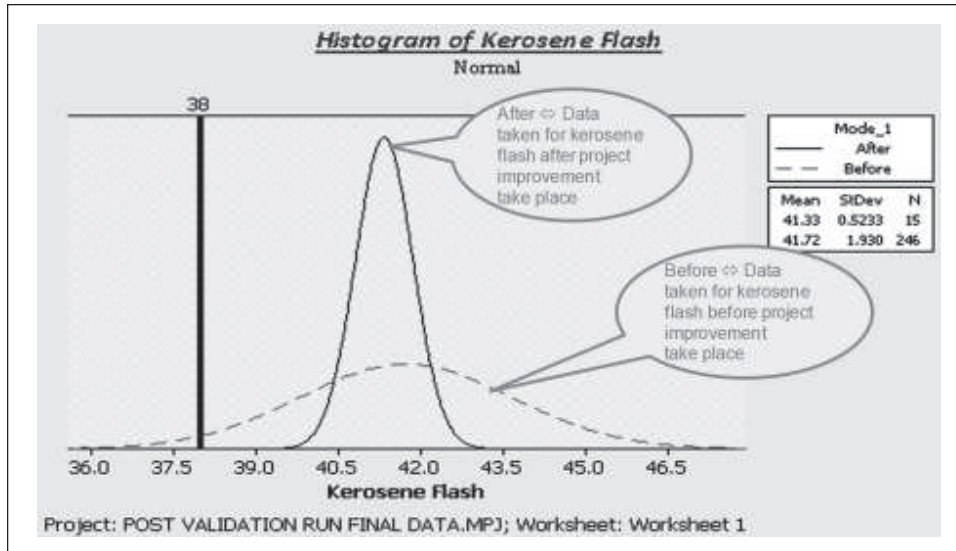 Histogram of Kerosene Flash
Normal
38
After ⇔ Data
taken for kerosene
flash after project
improvement
take place
Mode_1
After
Before
Mean StDev N
41.33 0.5233 15
41.72 1.930 246
Before ⇔ Data
taken for kerosene
flash before project
improvement
take place
36.0 37.5 39.0 40.5 42.0 43.5 45.0 46.5
Kerosene Flash
Project: POST VALIDATION RUN FINAL DATA.MPJ; Worksheet: Worksheet 1